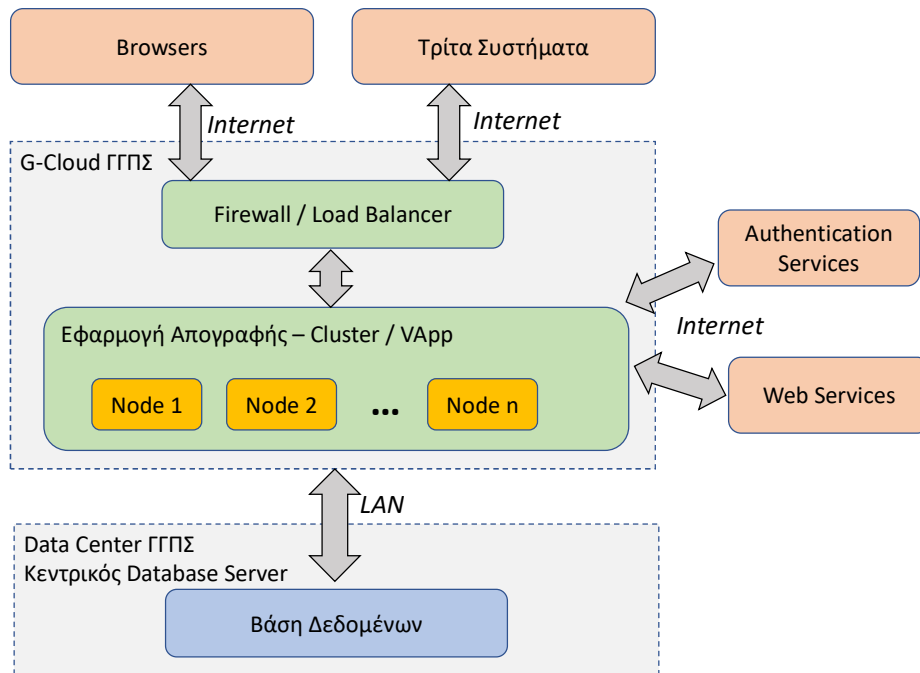 Browsers
Τρίτα Συστήματα
Internet
Internet
G-Cloud ΓΓΠΣ
Firewall / Load Balancer
Authentication
Services
Internet
Εφαρμογή Απογραφής – Cluster / VApp
Node 1
Node 2
...
Node n
Web Services
LAN
Data Center ΓΓΠΣ
Κεντρικός Database Server
Βάση Δεδομένων